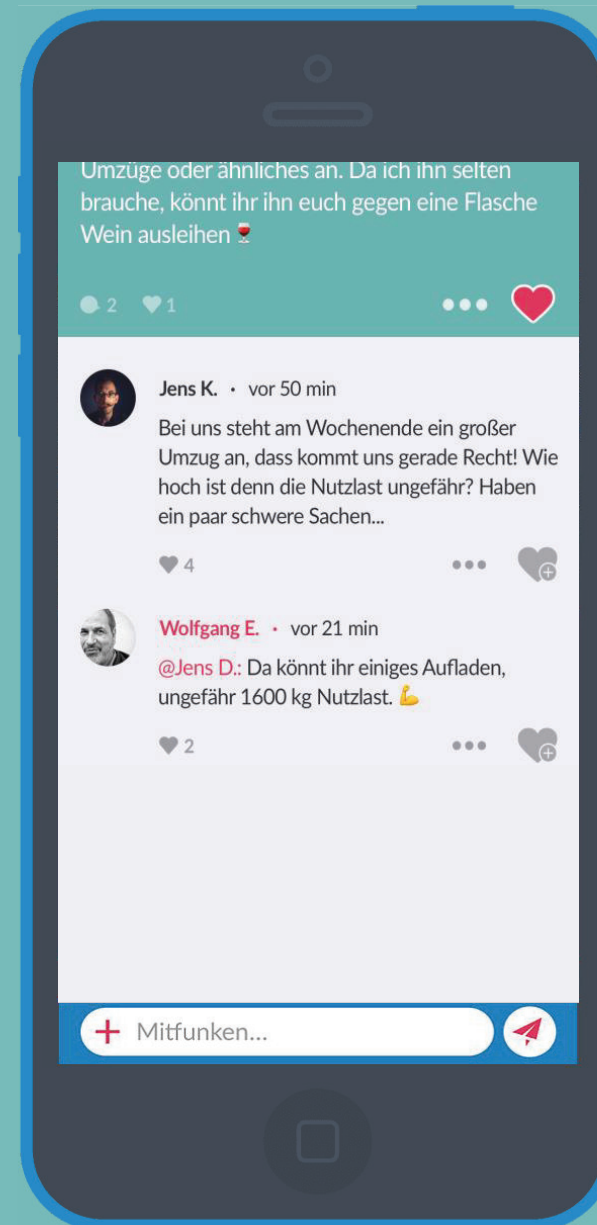 Umzüge oder ähnliches an. Da ich ihn selten
brauche, könnt ihr ihn euch gegen eine Flasche
Wein ausleihen 🍷
2 1
Jens K. · vor 50 min
Bei uns steht am Wochenende ein großer
Umzug an, dass kommt uns gerade Recht! Wie
hoch ist denn die Nutzlast ungefähr? Haben
ein paar schwere Sachen...
4
Wolfgang E. · vor 21 min
@Jens D.: Da könnt ihr einiges Aufladen,
ungefähr 1600 kg Nutzlast. 💪
2
Mitfunken...